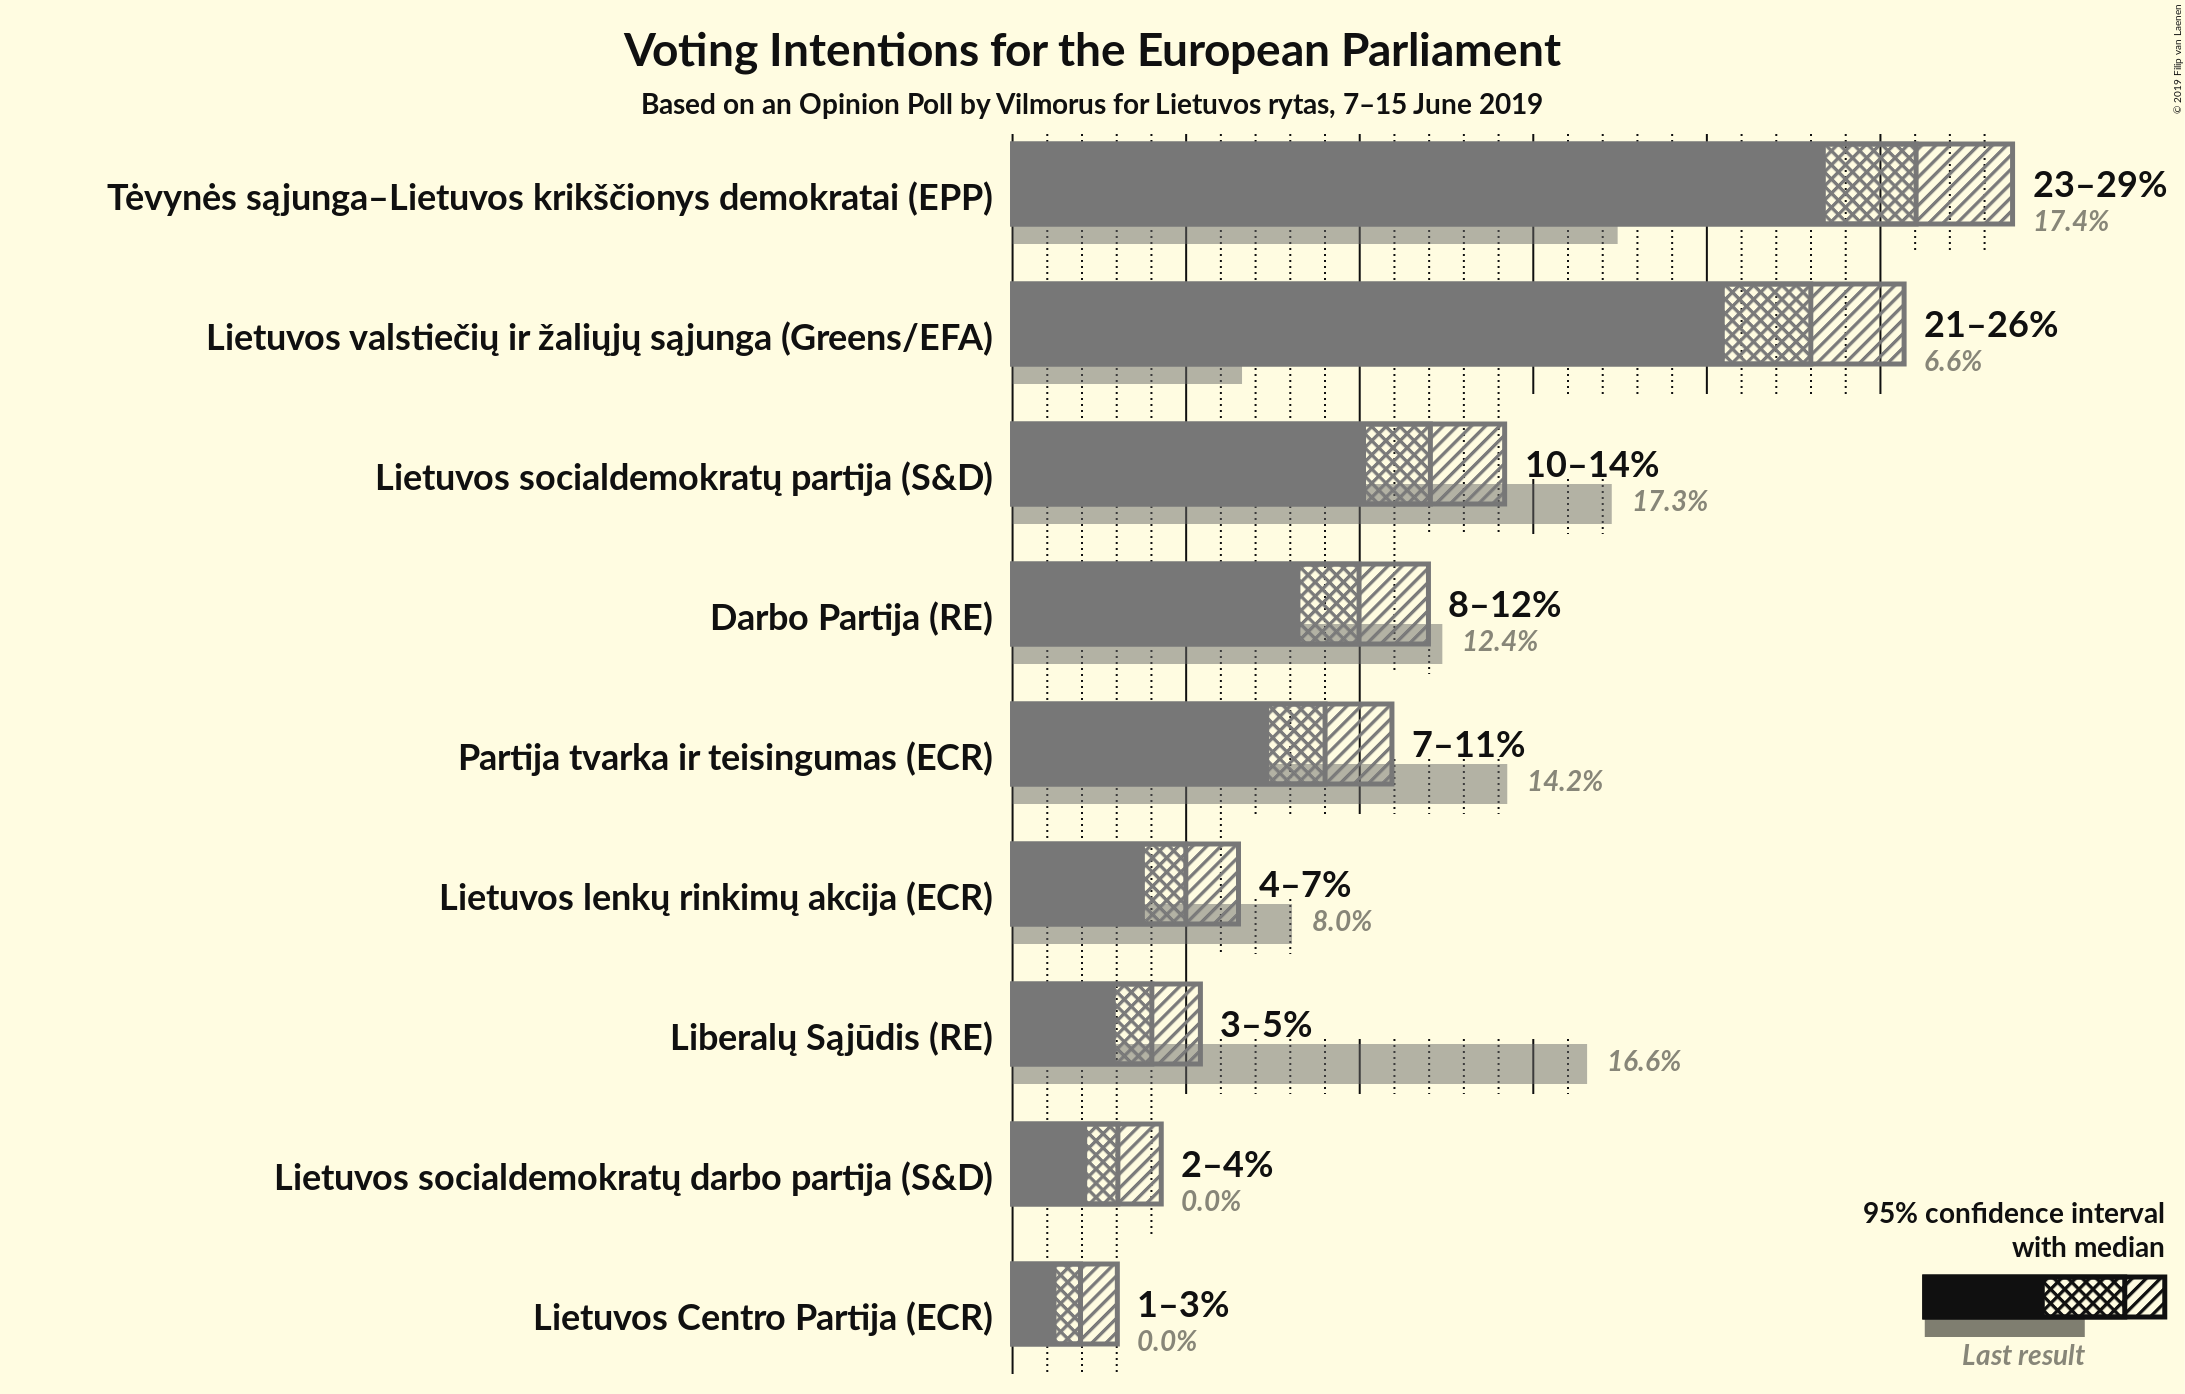 © 2019 Filip van Laenen
Voting Intentions for the European Parliament
Based on an Opinion Poll by Vilmorus for Lietuvos rytas, 7–15 June 2019
Tėvynės sąjunga–Lietuvos krikščionys demokratai (EPP)
23–29%
17.4%
Lietuvos valstiečių ir žaliųjų sąjunga (Greens/EFA)
21–26%
6.6%
Lietuvos socialdemokratų partija (S&D)
10–14%
17.3%
Darbo Partija (RE)
8–12%
12.4%
Partija tvarka ir teisingumas (ECR)
7–11%
14.2%
Lietuvos lenkų rinkimų akcija (ECR)
4–7%
8.0%
Liberalų Sąjūdis (RE)
3–5%
16.6%
Lietuvos socialdemokratų darbo partija (S&D)
2–4%
0.0%
Lietuvos Centro Partija (ECR)
1–3%
0.0%
95% confidence interval
with median
Last result